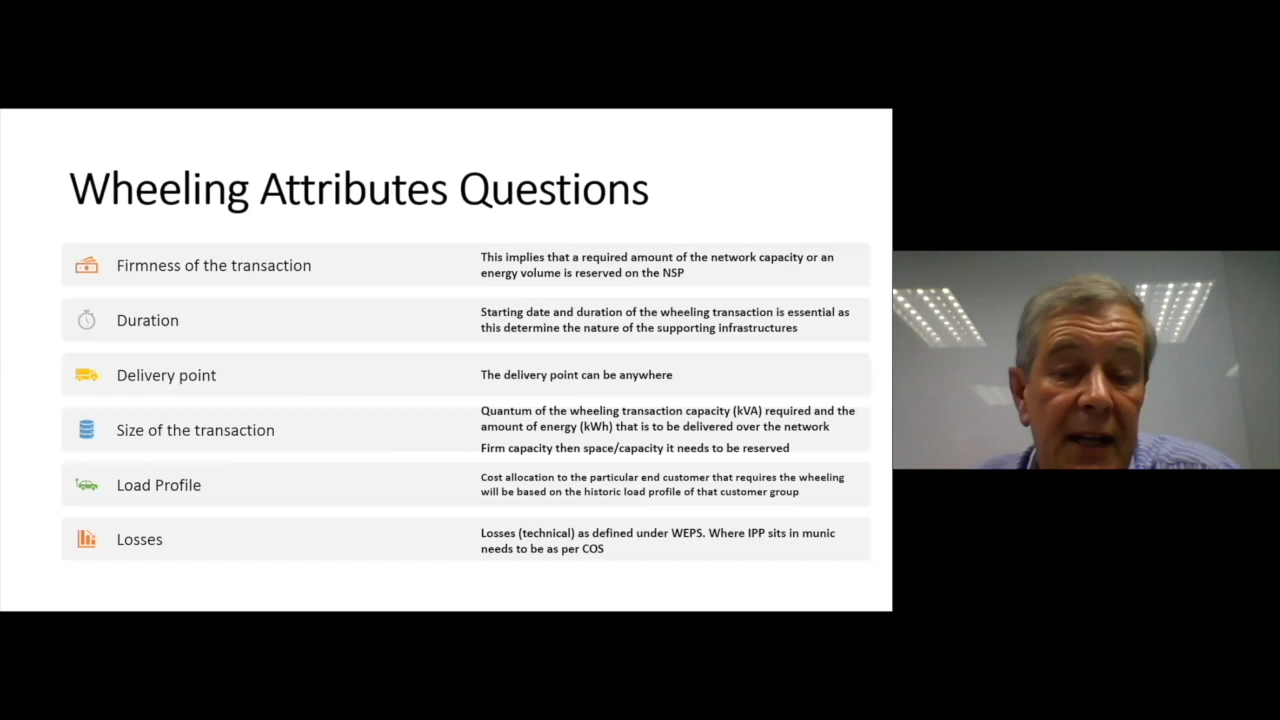 Wheeling Attributes Questions
Firmness of the transaction
This implies that a required amount of the network capacity or an
energy volume is reserved on the NSP
Duration
Starting date and duration of the wheeling transaction is essential as
this determine the nature of the supporting infrastructures
Delivery point
The delivery point can be anywhere
Size of the transaction
Quantum of the wheeling transaction capacity (kVA) required and the
amount of energy (kWh) that is to be delivered over the network
Firm capacity then space/capacity it needs to be reserved
Load Profile
Cost allocation to the particular end customer that requires the wheeling
will be based on the historic load profile of that customer group
Losses
Losses (technical) as defined under WEPS. Where IPP sits in munic
needs to be as per COS